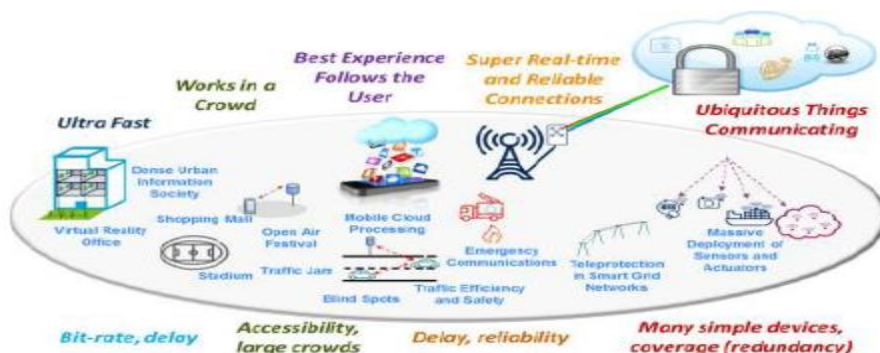 Best Experience
Follows the
User
Super Real-time
and Reliable
Connections
Works in a
Crowd
Ultra Fast
Ubiquitous Things
Communicating
Dense Urban
Information
Society
Virtual Reality
Office
Shopping Mall
Stadium
Open Air
Festival
Traffic Jam
Mobile Cloud
Processing
Blind Spots
Emergency
Communications
Traffic Efficiency
and Safety
Teleprotection
in Smart Grid
Networks
Massive
Deployment of
Sensors and
Actuators
Bit-rate, delay
Accessibility,
large crowds
Delay, reliability
Many simple devices,
coverage (redundancy)